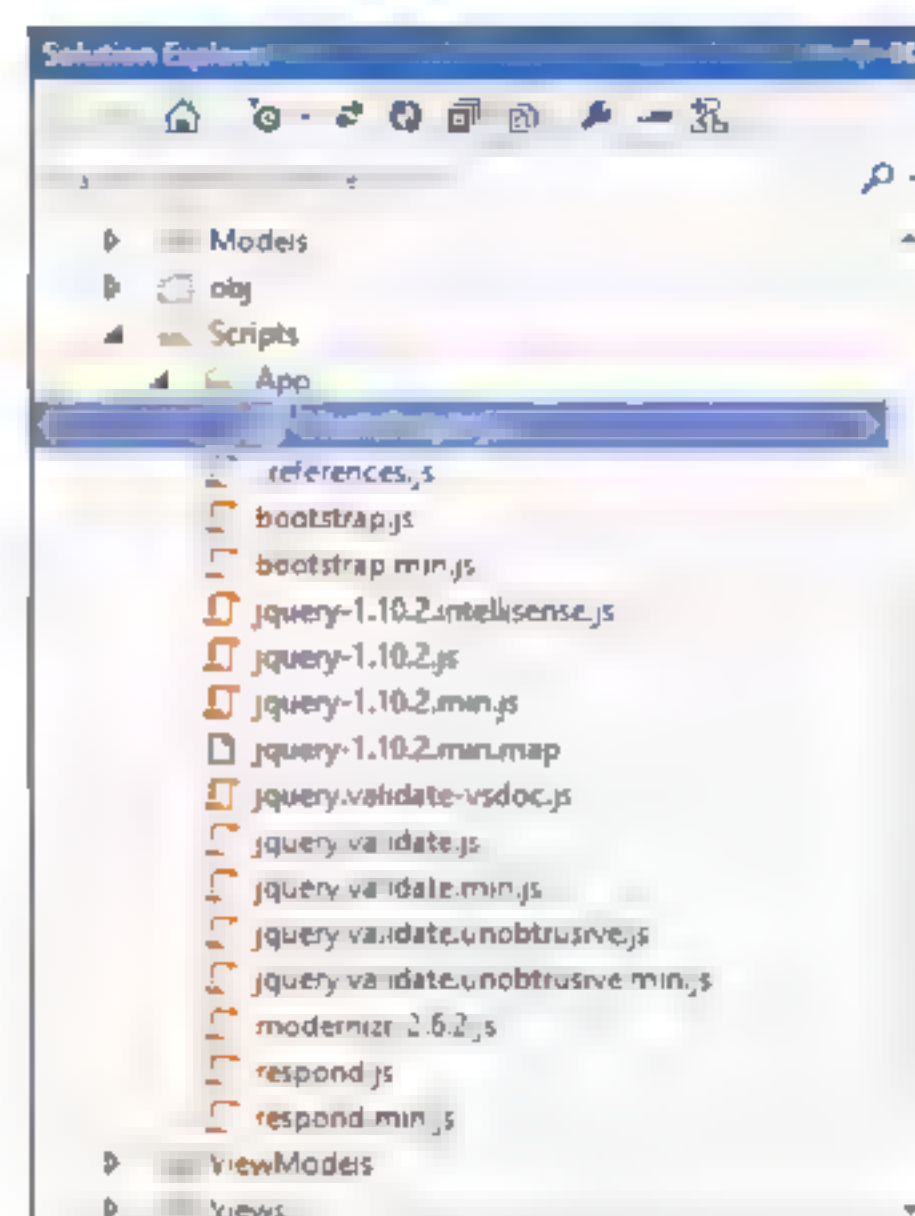 Solution Explorer
Models
obj
Scripts
App
_references.js
bootstrap.js
bootstrap.min.js
jquery-1.10.2.intellisense.js
jquery-1.10.2.js
jquery-1.10.2.min.js
jquery-1.10.2.min.map
jquery.validate-vsdoc.js
jquery.validate.js
jquery.validate.min.js
jquery.validate.unobtrusive.js
jquery.validate.unobtrusive.min.js
modernizr-2.6.2.js
respond.js
respond.min.js
ViewModels
Views